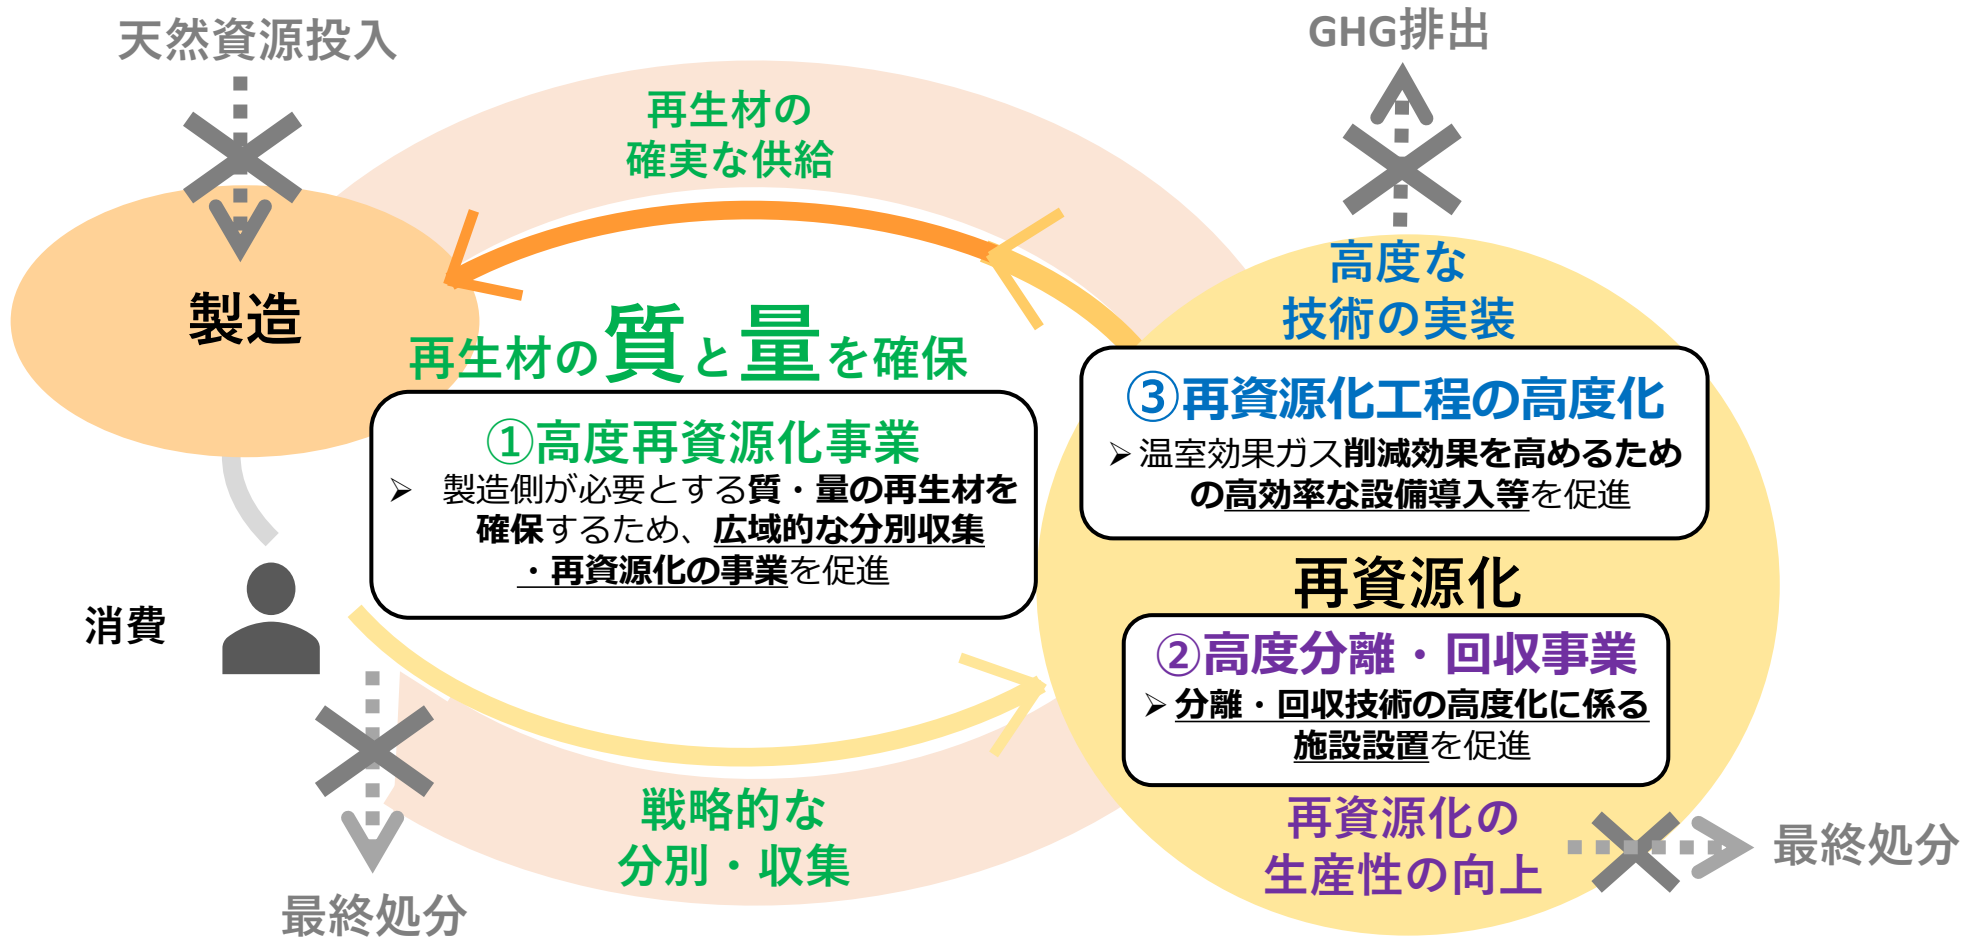 天然資源投入
GHG排出
再生材の
確実な供給
高度な
技術の実装
製造
再生材の質と量を確保
①高度再資源化事業
➢ 製造側が必要とする質・量の再生材を
確保するため、広域的な分別収集
・再資源化の事業を促進
③再資源化工程の高度化
➢ 温室効果ガス削減効果を高めるため
の高効率な設備導入等を促進
再資源化
消費
②高度分離・回収事業
➢ 分離・回収技術の高度化に係る
施設設置を促進
戦略的な
分別・収集
再資源化の
生産性の向上
最終処分
最終処分